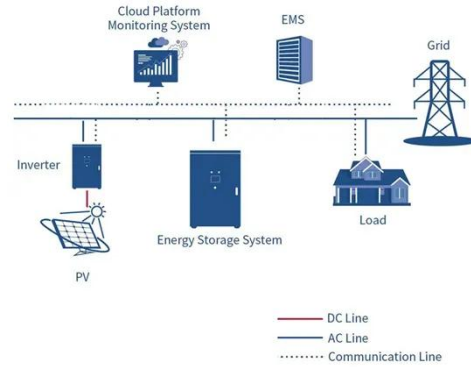 Cloud Platform
Monitoring System
EMS
Grid
Inverter
Energy Storage System
Load
PV
DC Line
AC Line
Communication Line